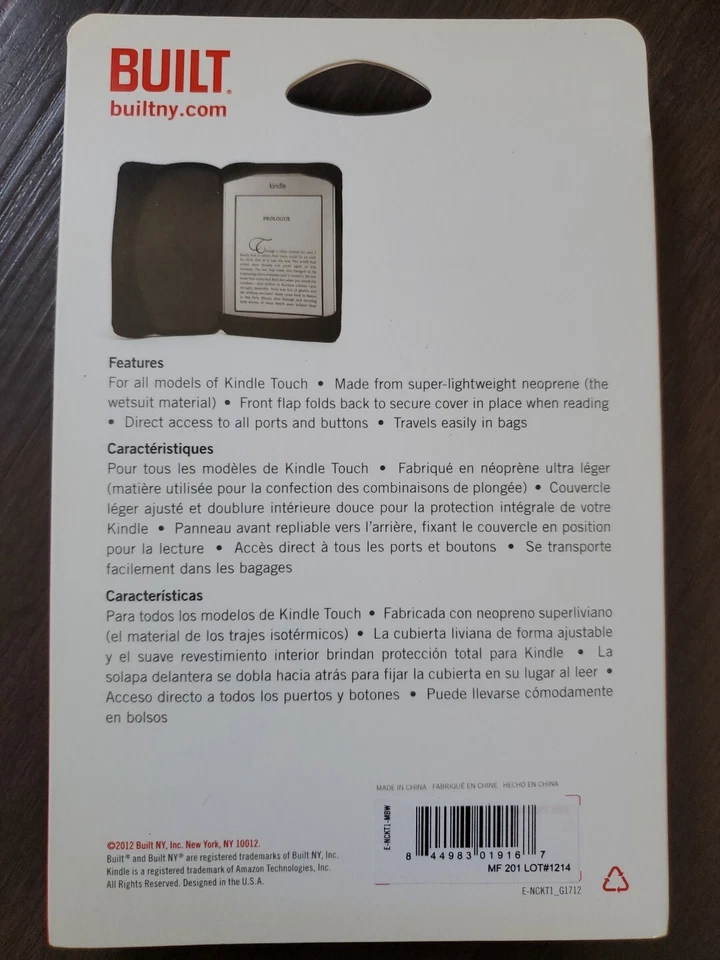 BUILT®
builtny.com
kindle
PROLOGUE
Features
For all models of Kindle Touch • Made from super-lightweight neoprene (the
wetsuit material) • Front flap folds back to secure cover in place when reading
• Direct access to all ports and buttons • Travels easily in bags
Caractéristiques
Pour tous les modèles de Kindle Touch • Fabriqué en néoprène ultra léger
(matière utilisée pour la confection des combinaisons de plongée) • Couvercle
léger ajusté et doublure intérieure douce pour la protection intégrale de votre
Kindle • Panneau avant repliable vers l'arrière, fixant le couvercle en position
pour la lecture • Accès direct à tous les ports et boutons • Se transporte
facilement dans les bagages
Características
Para todos los modelos de Kindle Touch • Fabricada con neopreno superliviano
(el material de los trajes isotérmicos) • La cubierta liviana de forma ajustable
y el suave revestimiento interior brindan protección total para Kindle • La
solapa delantera se dobla hacia atrás para fijar la cubierta en su lugar al leer •
Acceso directo a todos los puertos y botones • Puede llevarse cómodamente
en bolsos
MADE IN CHINA FABRIQUÉ EN CHINE HECHO EN CHINA
E-NCKT1-MBW
8 44983 01916 7
MF 201 LOT#1214
E-NCKT1_G1712
©2012 Built NY, Inc. New York, NY 10012.
Built® and Built NY® are registered trademarks of Built NY, Inc.
Kindle is a registered trademark of Amazon Technologies, Inc.
All Rights Reserved. Designed in the U.S.A.